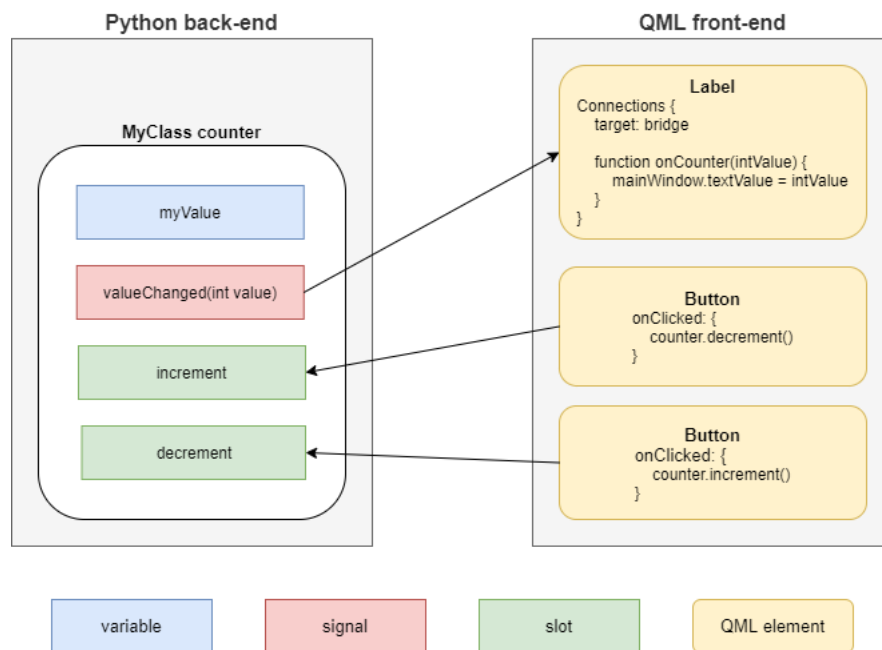 Python back-end
MyClass counter
myValue
valueChanged(int value)
increment
decrement
QML front-end
Label
Connections {
target: bridge
function onCounter(intValue) {
mainWindow.textValue = intValue
}
}
Button
onClicked: {
counter.decrement()
}
Button
onClicked: {
counter.increment()
}
variable
signal
slot
QML element